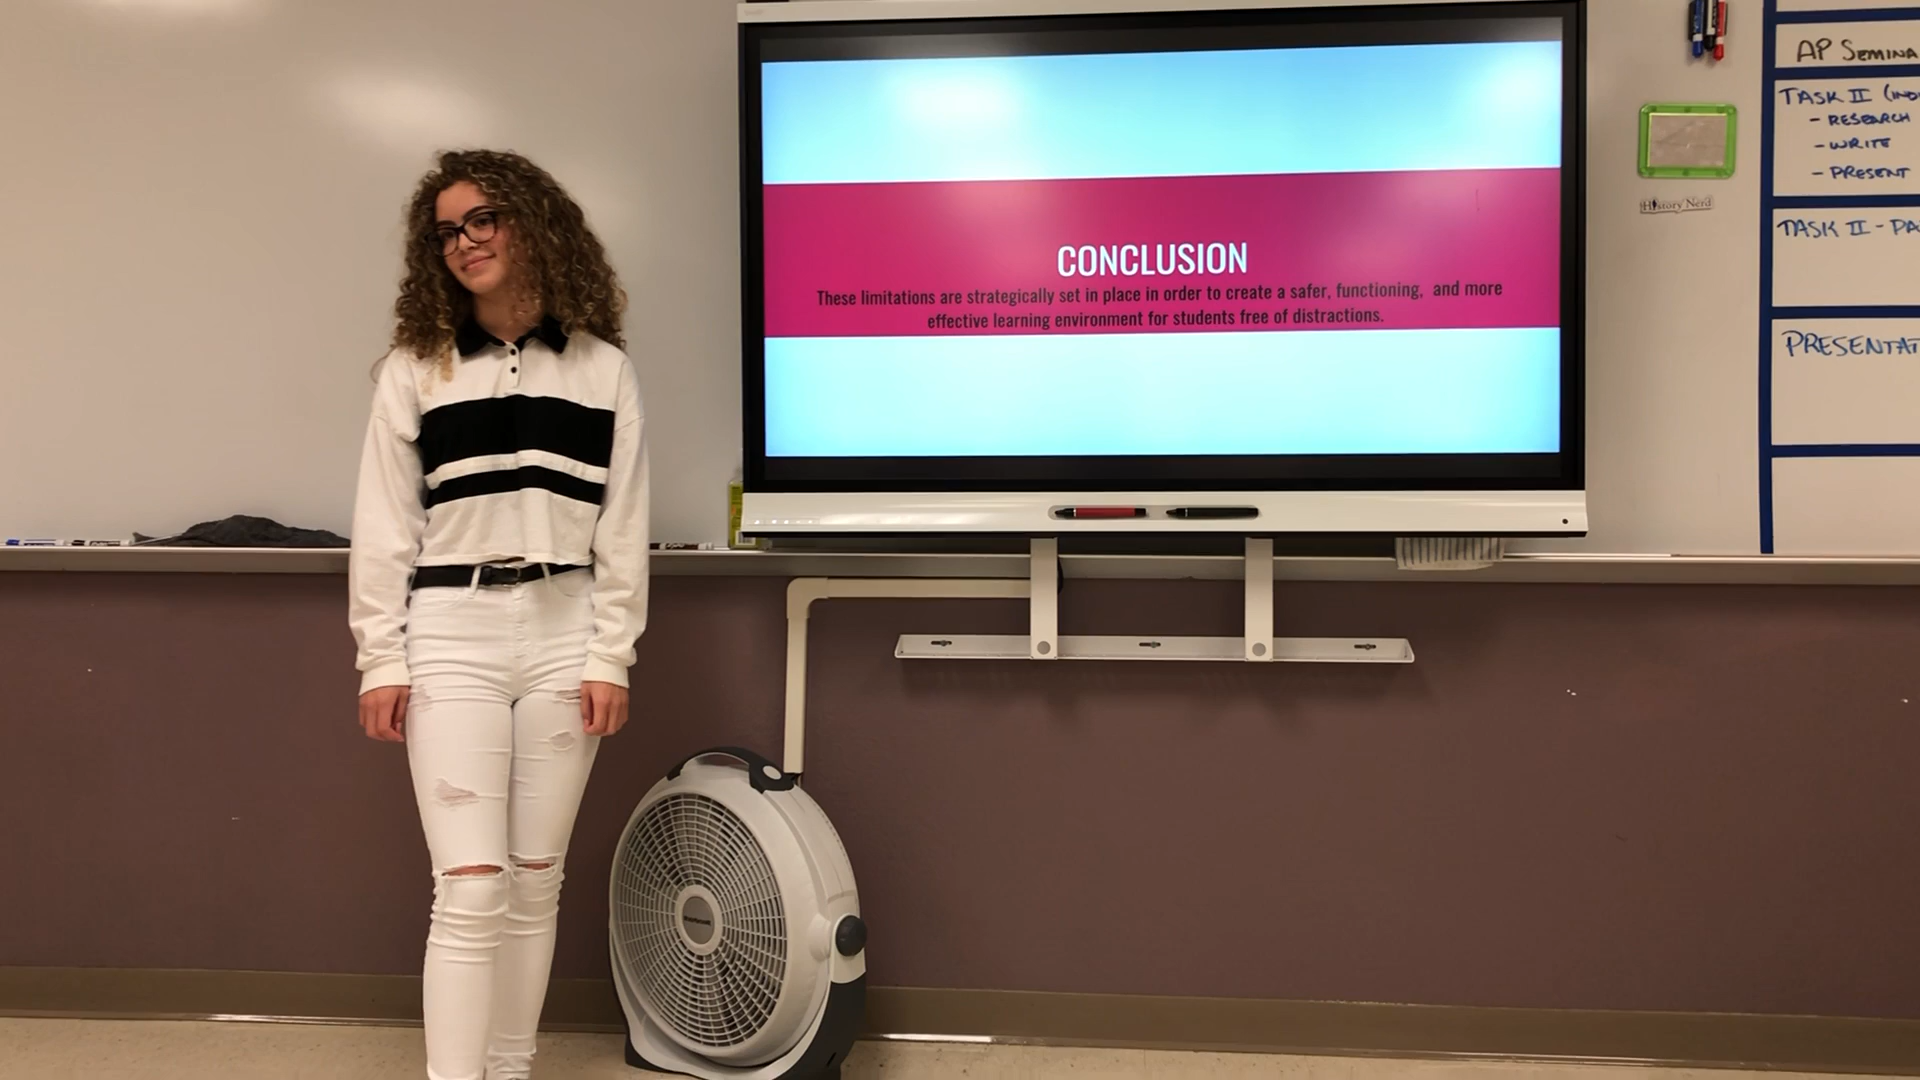 CONCLUSION
These limitations are strategically set in place in order to create a safer, functioning, and more
effective learning environment for students free of distractions.
History Nerd
AP SEMINA
TASK II (IND
- RESEARCH
- WRITE
- PRESENT
TASK II - PA
PRESENTAT